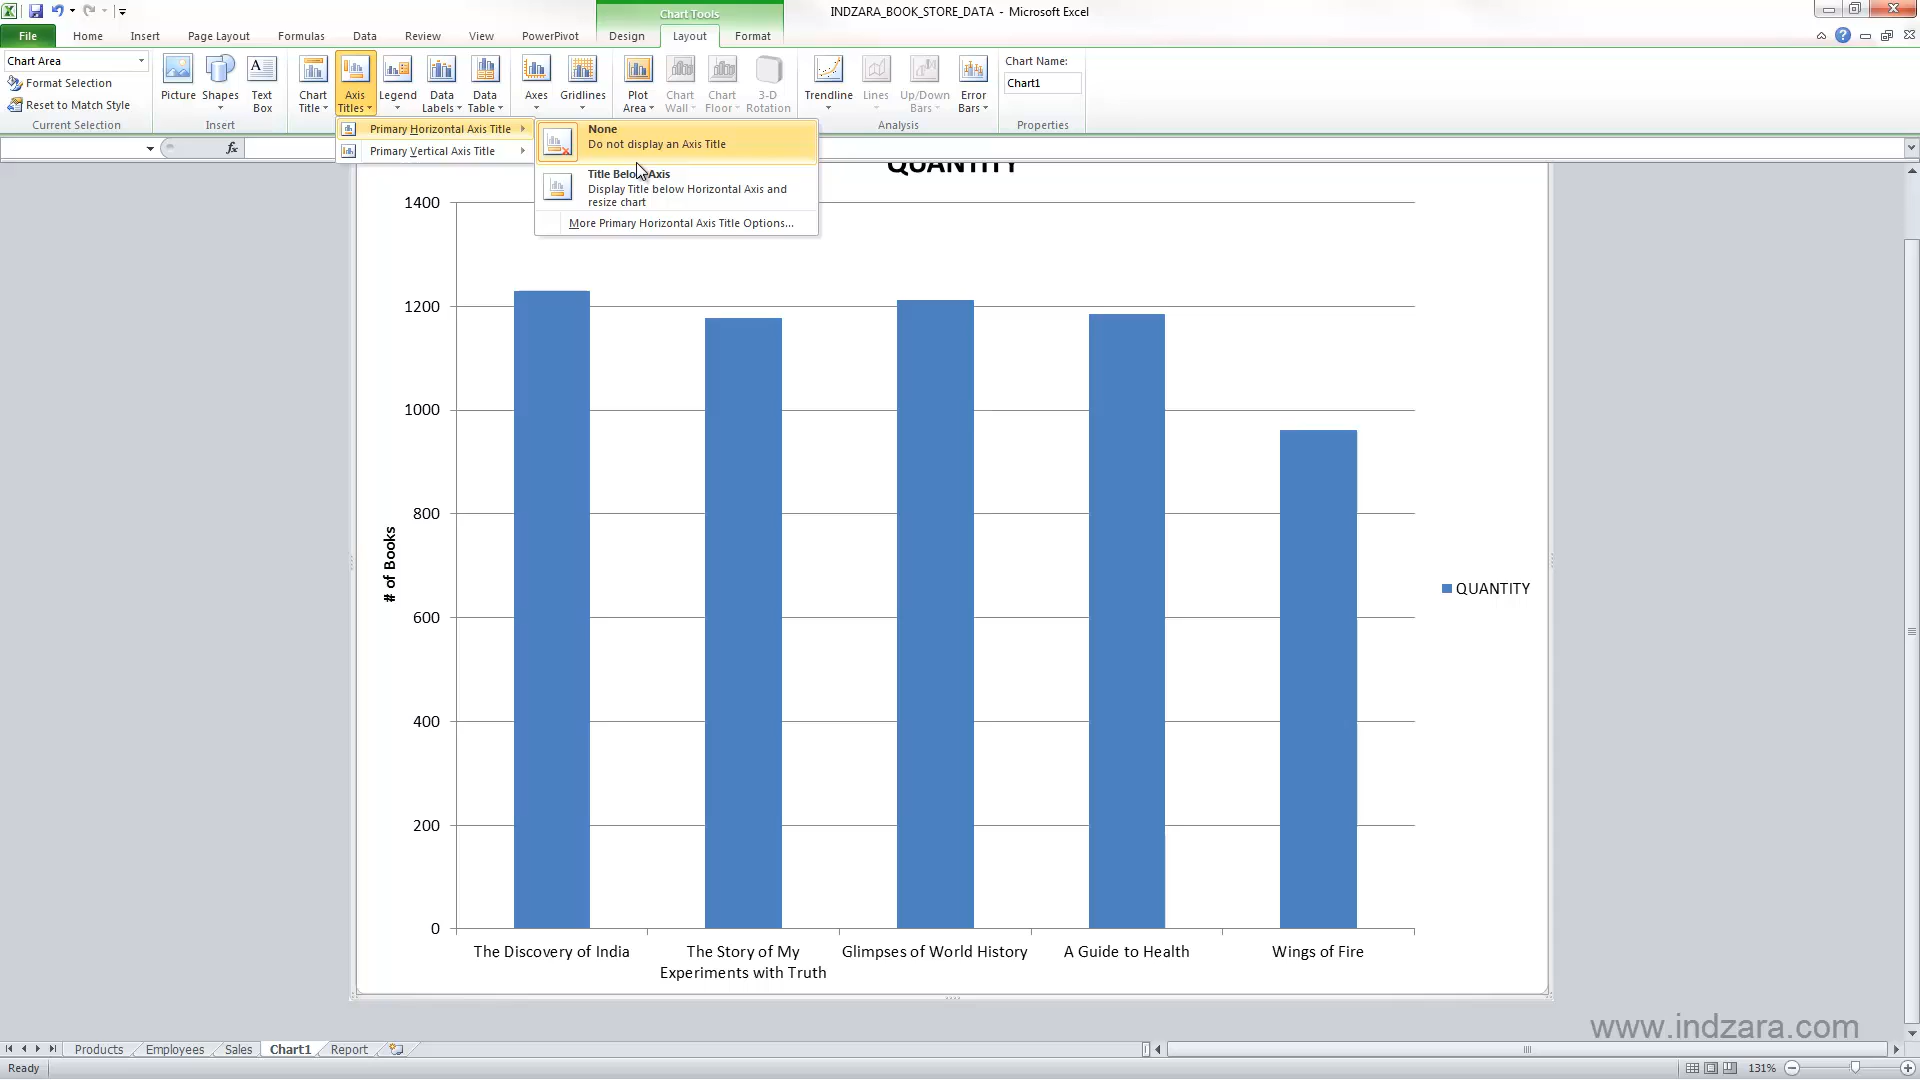 Chart Tools
INDZARA_BOOK_STORE_DATA - Microsoft Excel
File Home Insert Page Layout Formulas Data Review View PowerPivot Design Layout Format
Chart Area
Format Selection
Reset to Match Style
Current Selection
Picture
Shapes
Text
Box
Insert
Chart
Title
Axis
Titles
Legend
Data
Labels
Data
Table
Axes
Gridlines
Plot
Area
Chart
Wall
Chart
Floor
3-D
Rotation
Trendline
Lines
Up/Down
Bars
Error
Bars
Analysis
Chart Name:
Chart1
Properties
fx
Primary Horizontal Axis Title
Primary Vertical Axis Title
None
Do not display an Axis Title
Title Below Axis
Display Title below Horizontal Axis and
resize chart
More Primary Horizontal Axis Title Options...
QUANTITY
1400
1200
1000
800
600
400
200
0
# of Books
QUANTITY
The Discovery of India
The Story of My
Experiments with Truth
Glimpses of World History
A Guide to Health
Wings of Fire
www.indzara.com
Products Employees Sales Chart1 Report
Ready
131%